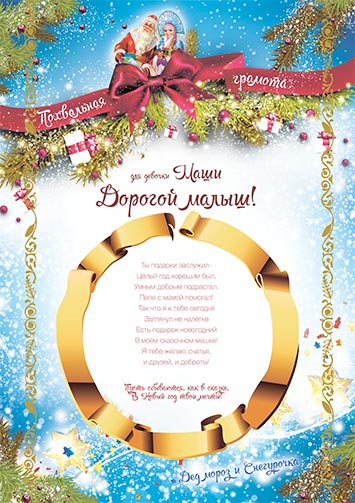 Похвальная грамота
для девочки Маши
Дорогой малыш!
Ты подарки заслужил
Целый год хорошим был,
Умным добрым подрастал,
Папе с мамой помогал!
Так что я к тебе сегодня
Заглянул не налегке
Есть подарок новогодний
В моём сказочном мешке!
Я тебе желаю счастья,
и друзей, и доброты!
Пусть сбываются, как в сказке,
"В Новый год твои мечты!
Дед мороз и Снегурочка